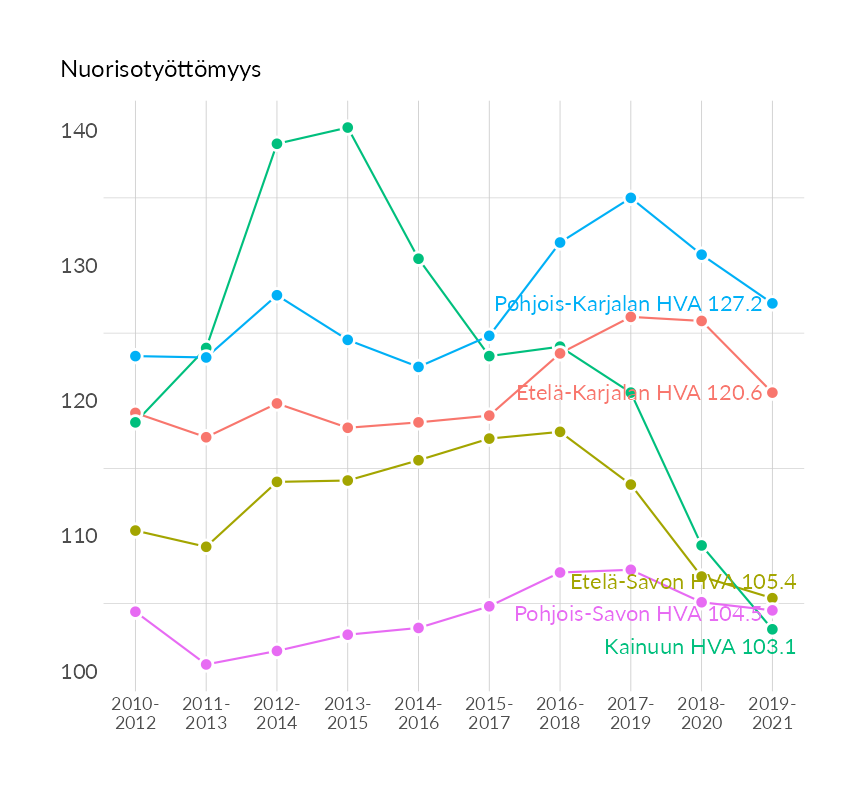 Nuorisotyöttömyys
140
130
120
110
100
Pohjois-Karjalan HVA 127.2
Etelä-Karjalan HVA 120.6
Etelä-Savon HVA 105.4
Pohjois-Savon HVA 104.5
Kainuun HVA 103.1
2010- 2011- 2012- 2013- 2014- 2015- 2016- 2017- 2018- 2019-
2012 2013 2014 2015 2016 2017 2018 2019 2020 2021